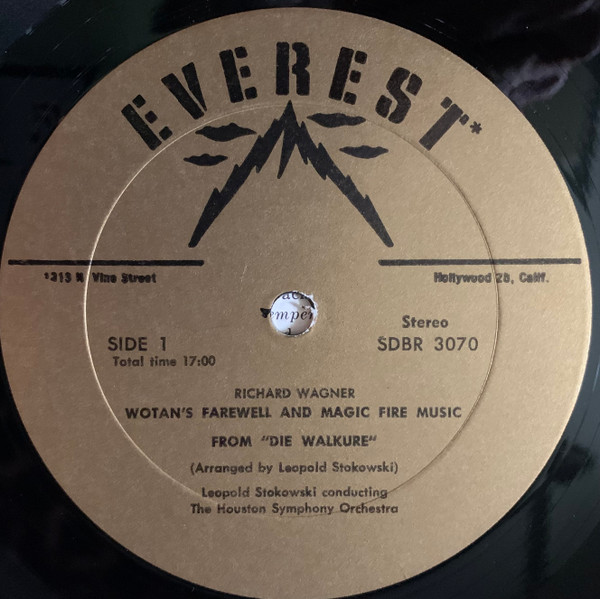 EVEREST*
1313 N. Vine Street
Hollywood 28, Calif.
Stereo
SIDE 1
SDBR 3070
Total time 17:00
RICHARD WAGNER
WOTAN'S FAREWELL AND MAGIC FIRE MUSIC
FROM "DIE WALKURE"
(Arranged by Leopold Stokowski)
Leopold Stokowski conducting
The Houston Symphony Orchestra